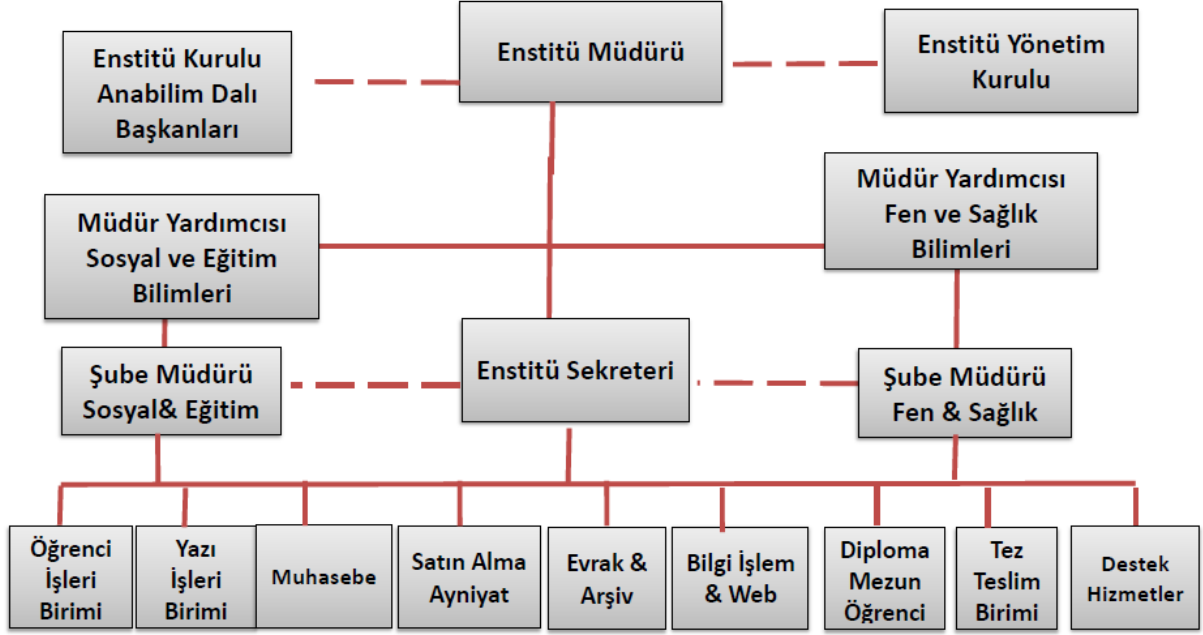 Enstitü Kurulu
Anabilim Dalı
Başkanları
Enstitü Müdürü
Enstitü Yönetim
Kurulu
Müdür Yardımcısı
Sosyal ve Eğitim
Bilimleri
Müdür Yardımcısı
Fen ve Sağlık
Bilimleri
Şube Müdürü
Sosyal& Eğitim
Enstitü Sekreteri
Şube Müdürü
Fen & Sağlık
Öğrenci
İşleri
Birimi
Yazı
İşleri
Birimi
Muhasebe
Satın Alma
Ayniyat
Evrak &
Arşiv
Bilgi İşlem
& Web
Diploma
Mezun
Öğrenci
Tez
Teslim
Birimi
Destek
Hizmetler